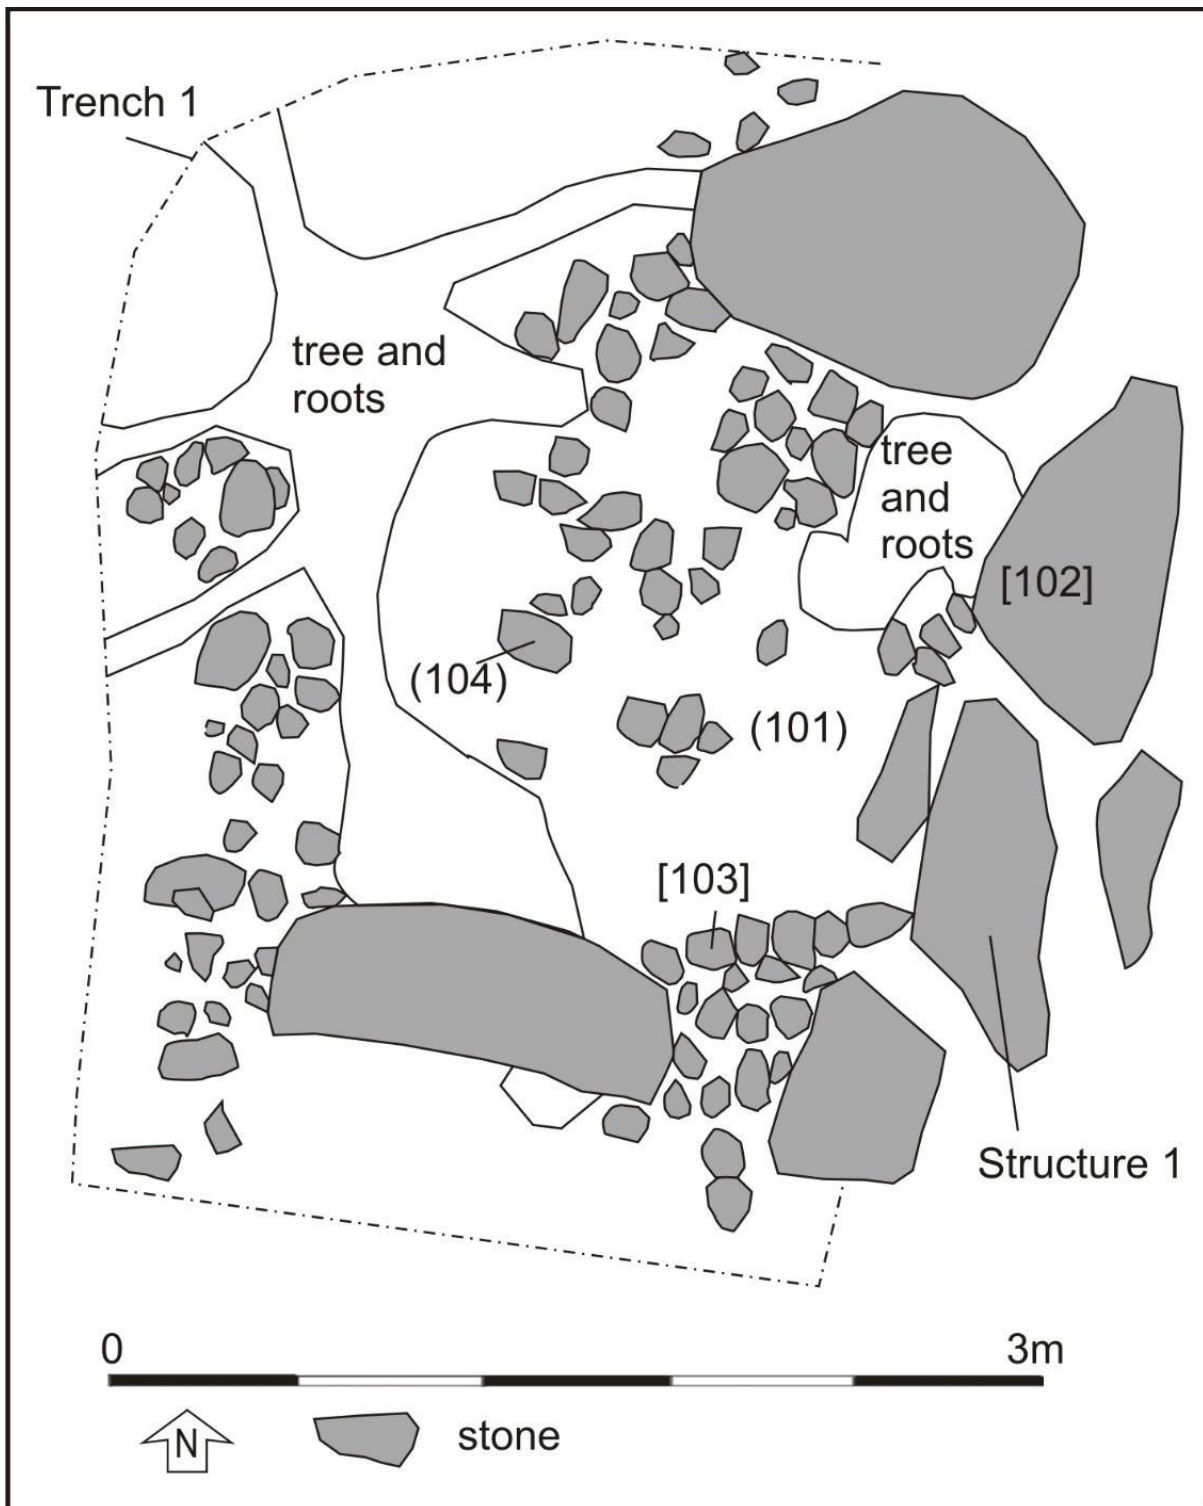 Trench 1
tree and
roots
tree
and
roots
[102]
(104)
(101)
[103]
Structure 1
0
3m
N
stone